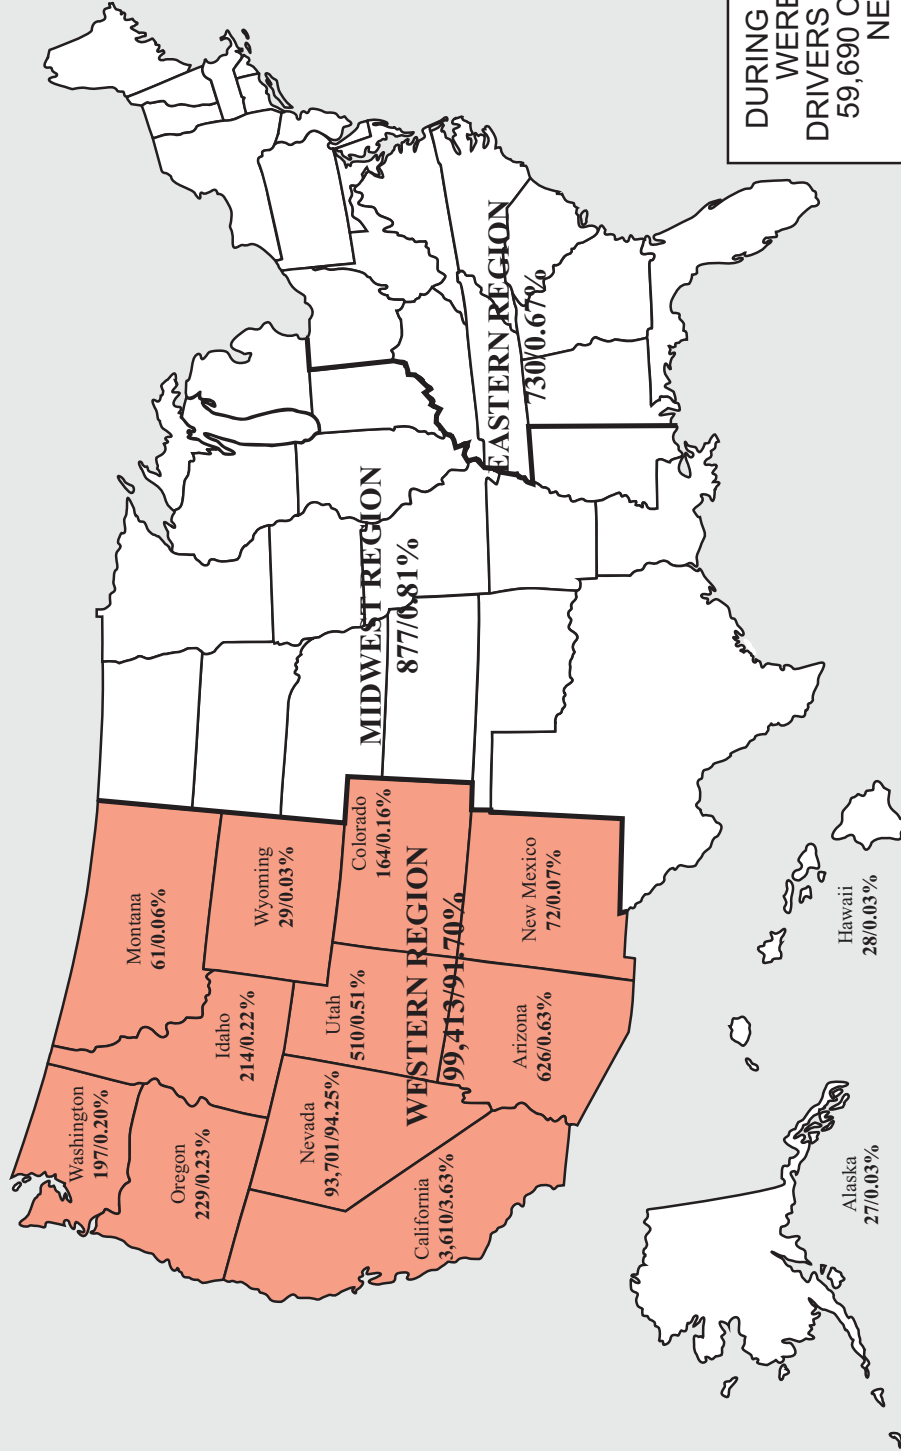 Washington
197/0.20%
Oregon
229/0.23%
California
3,610/3.63%
Nevada
93,701/94.25%
Idaho
214/0.22%
Montana
61/0.06%
Wyoming
29/0.03%
Utah
510/0.51%
Colorado
164/0.16%
Arizona
626/0.63%
New Mexico
72/0.07%
WESTERN REGION
99,413/91.70%
MIDWEST REGION
877/0.81%
EASTERN REGION
730/0.67%
Alaska
27/0.03%
Hawaii
28/0.03%
DURING
WERE
DRIVERS
59,690 O
NE